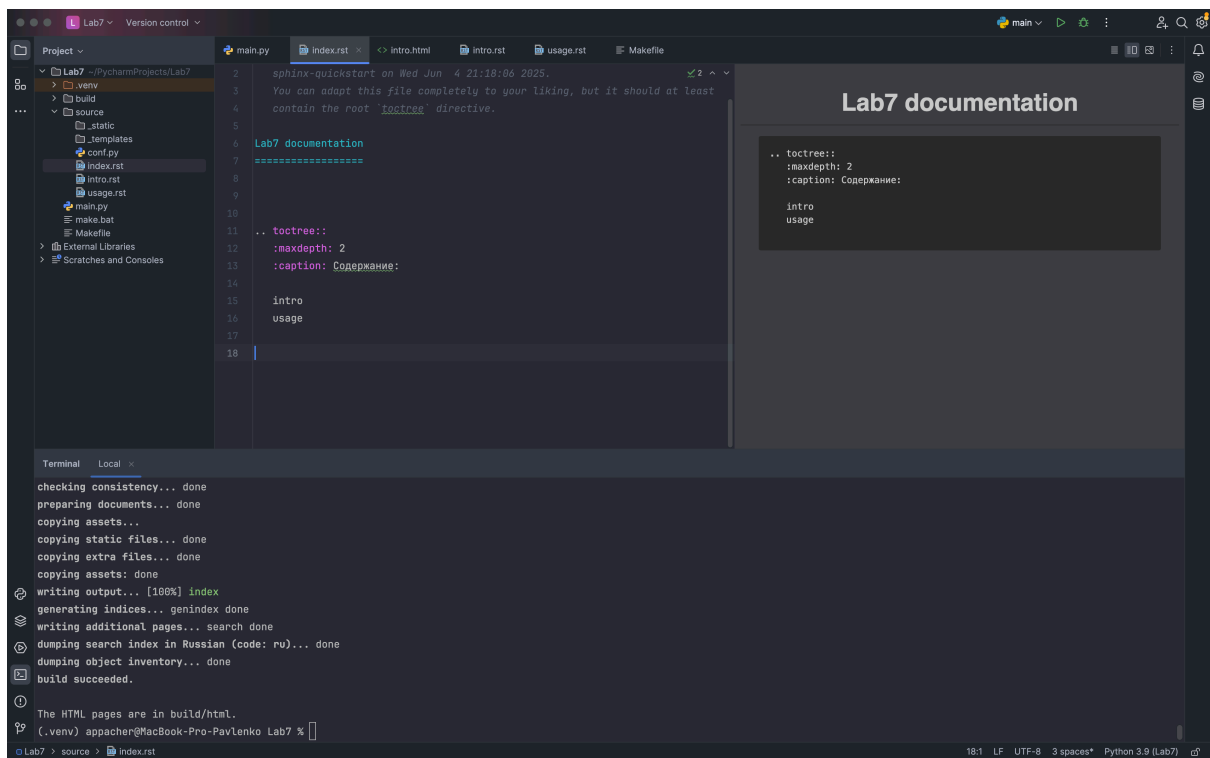 L Lab7 Version control main
Project
main.py index.rst intro.html intro.rst usage.rst Makefile
Lab7 ~/PycharmProjects/Lab7
.venv
build
source
_static
_templates
conf.py
index.rst
intro.rst
usage.rst
main.py
make.bat
Makefile
External Libraries
Scratches and Consoles
2 sphinx-quickstart on Wed Jun  4 21:18:06 2025. 2
3 You can adapt this file completely to your liking, but it should at least
4 contain the root `toctree` directive.
5
6 Lab7 documentation
7 ==================
8
9
10
11 .. toctree::
12 :maxdepth: 2
13 :caption: Содержание:
14
15 intro
16 usage
17
18
Lab7 documentation
.. toctree::
:maxdepth: 2
:caption: Содержание:
intro
usage
Terminal Local
checking consistency... done
preparing documents... done
copying assets...
copying static files... done
copying extra files... done
copying assets: done
writing output... [100%] index
generating indices... genindex done
writing additional pages... search done
dumping search index in Russian (code: ru)... done
dumping object inventory... done
build succeeded.
The HTML pages are in build/html.
(.venv) appacher@MacBook-Pro-Pavlenko Lab7 %
Lab7 > source > index.rst 18:1 LF UTF-8 3 spaces* Python 3.9 (Lab7)